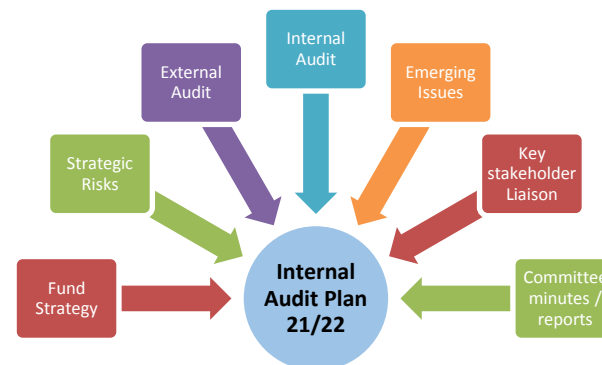 Internal
Audit
External
Audit
Emerging
Issues
Strategic
Risks
Key
stakeholder
Liaison
Fund
Strategy
Internal
Audit Plan
21/22
Committee
minutes /
reports